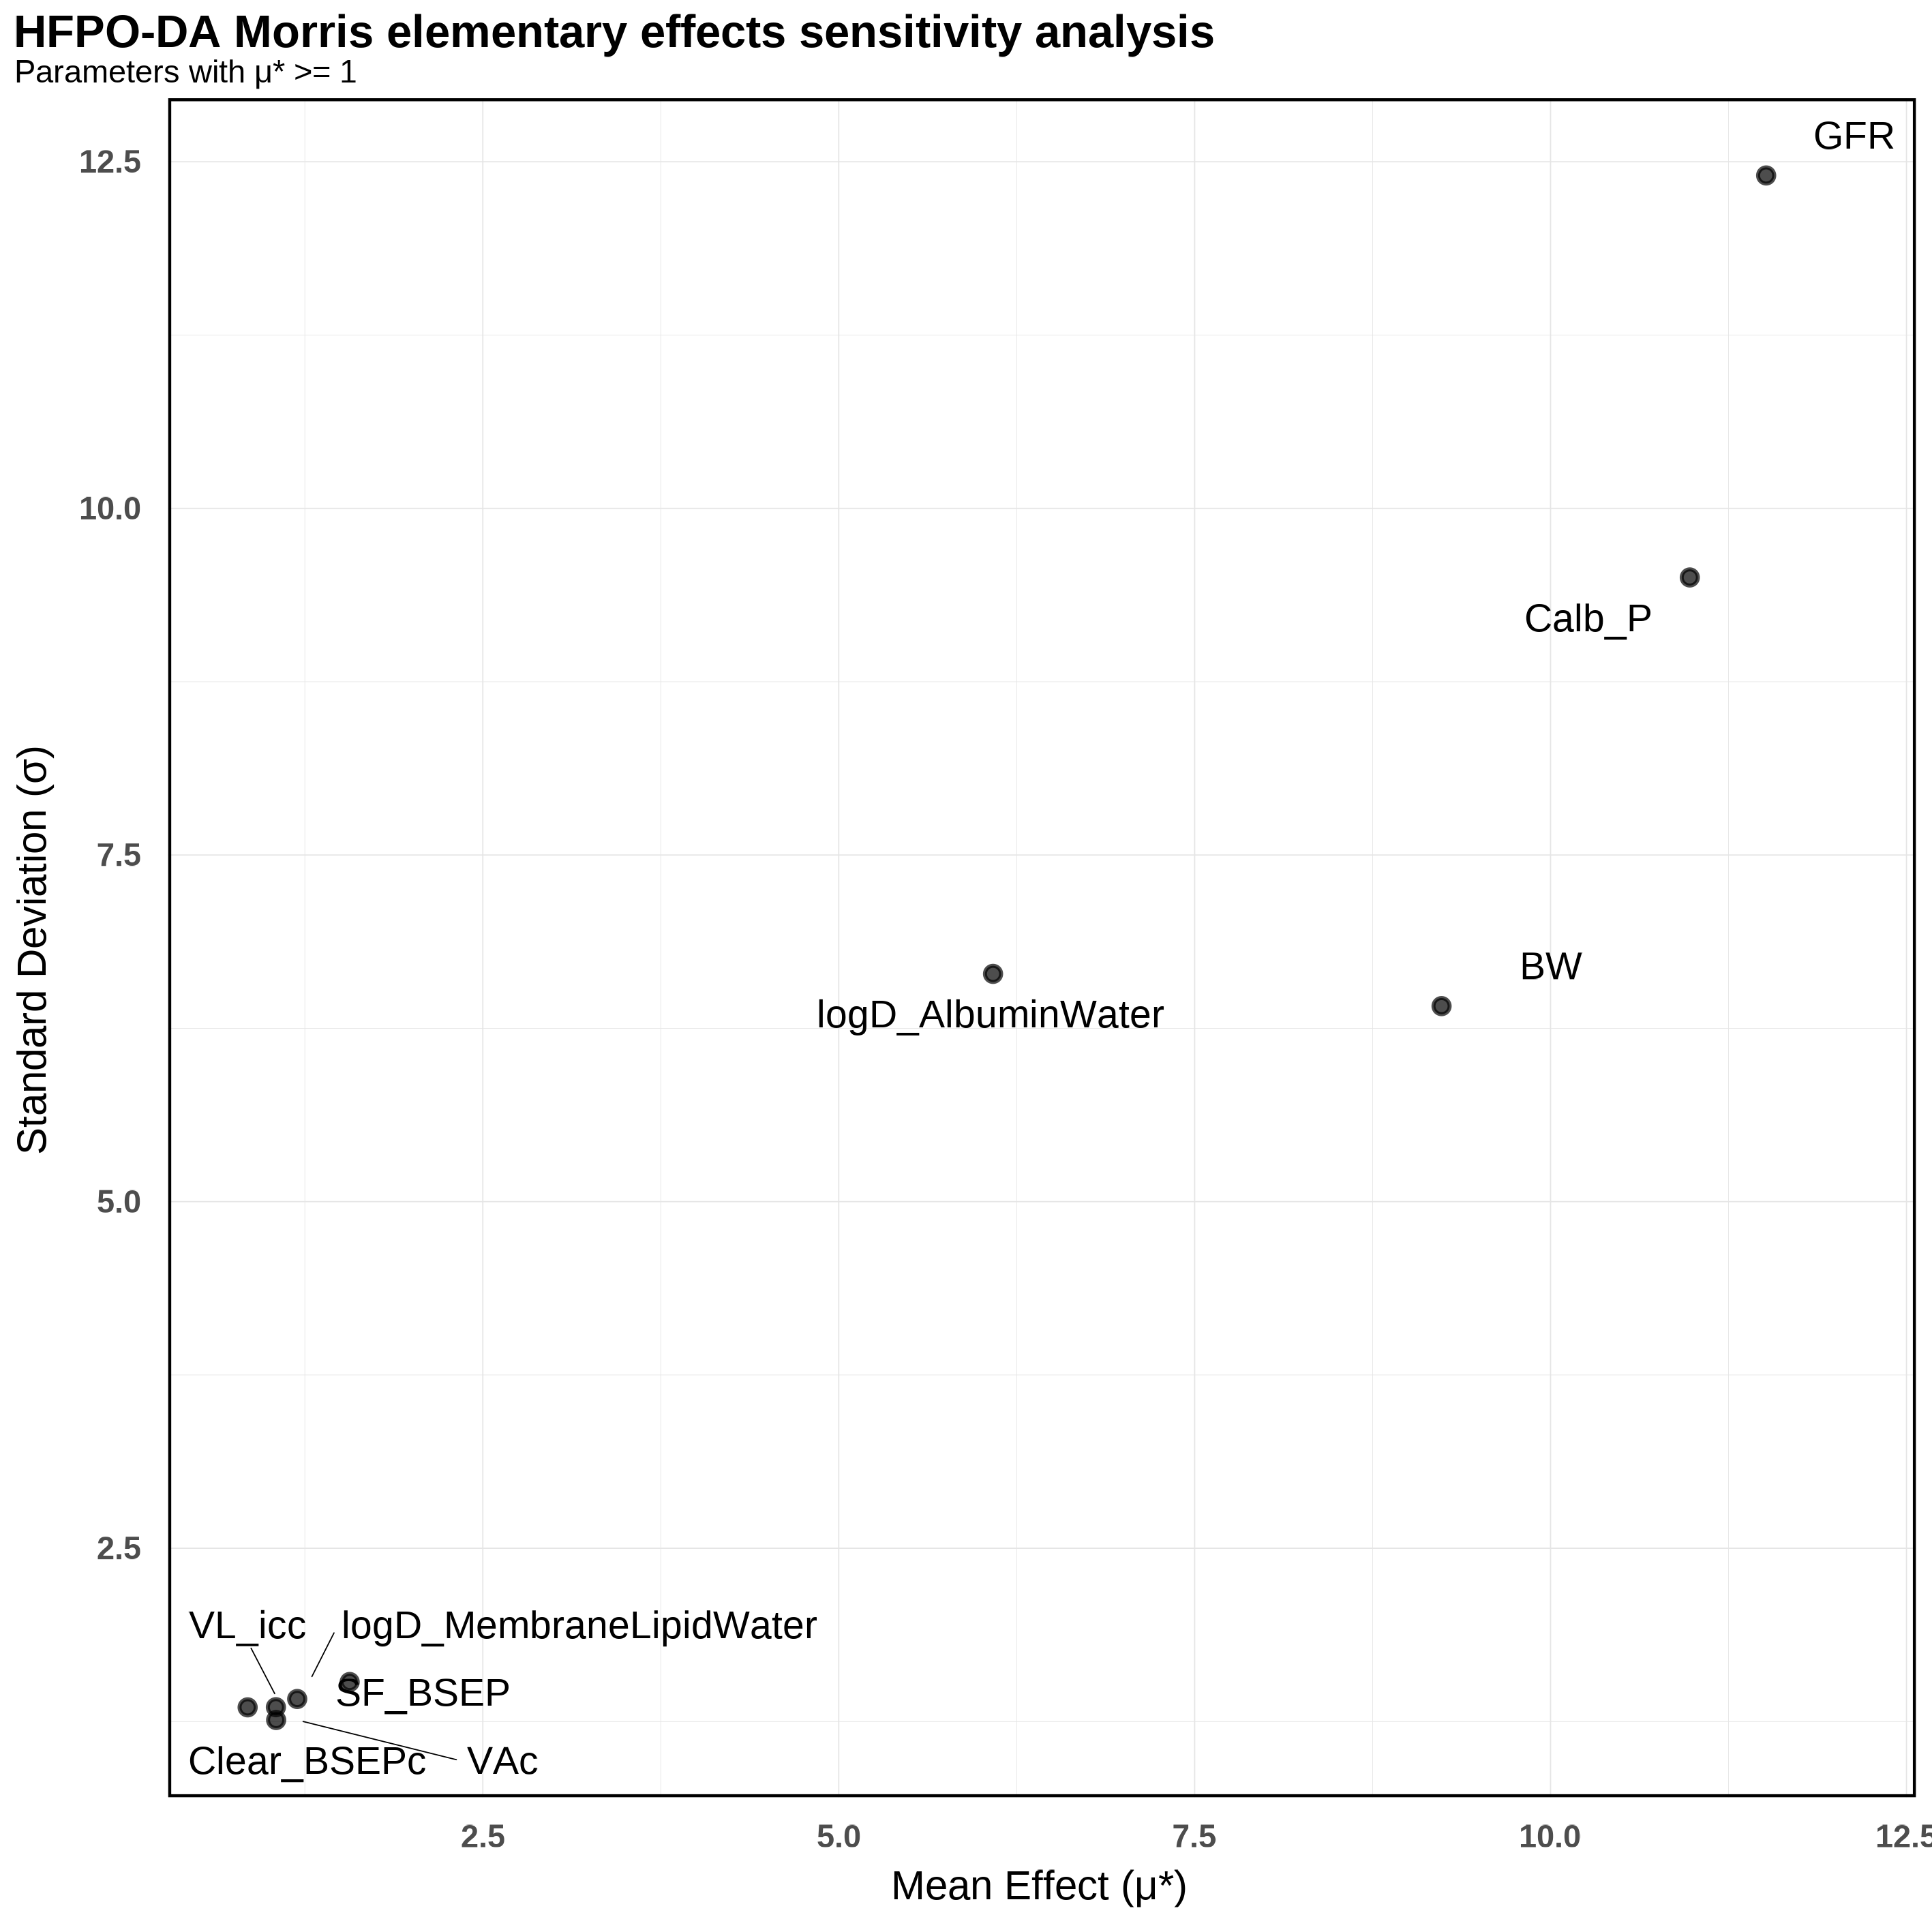 HFPO-DA Morris elementary effects sensitivity analysis
Parameters with μ* >= 1
GFR
12.5
10.0
Calb_P
7.5
BW
logD_AlbuminWater
Standard Deviation (σ)
5.0
2.5
VL_icc
logD_MembraneLipidWater
SF_BSEP
Clear_BSEPc
VAc
2.5
5.0
7.5
10.0
12.5
Mean Effect (μ*)